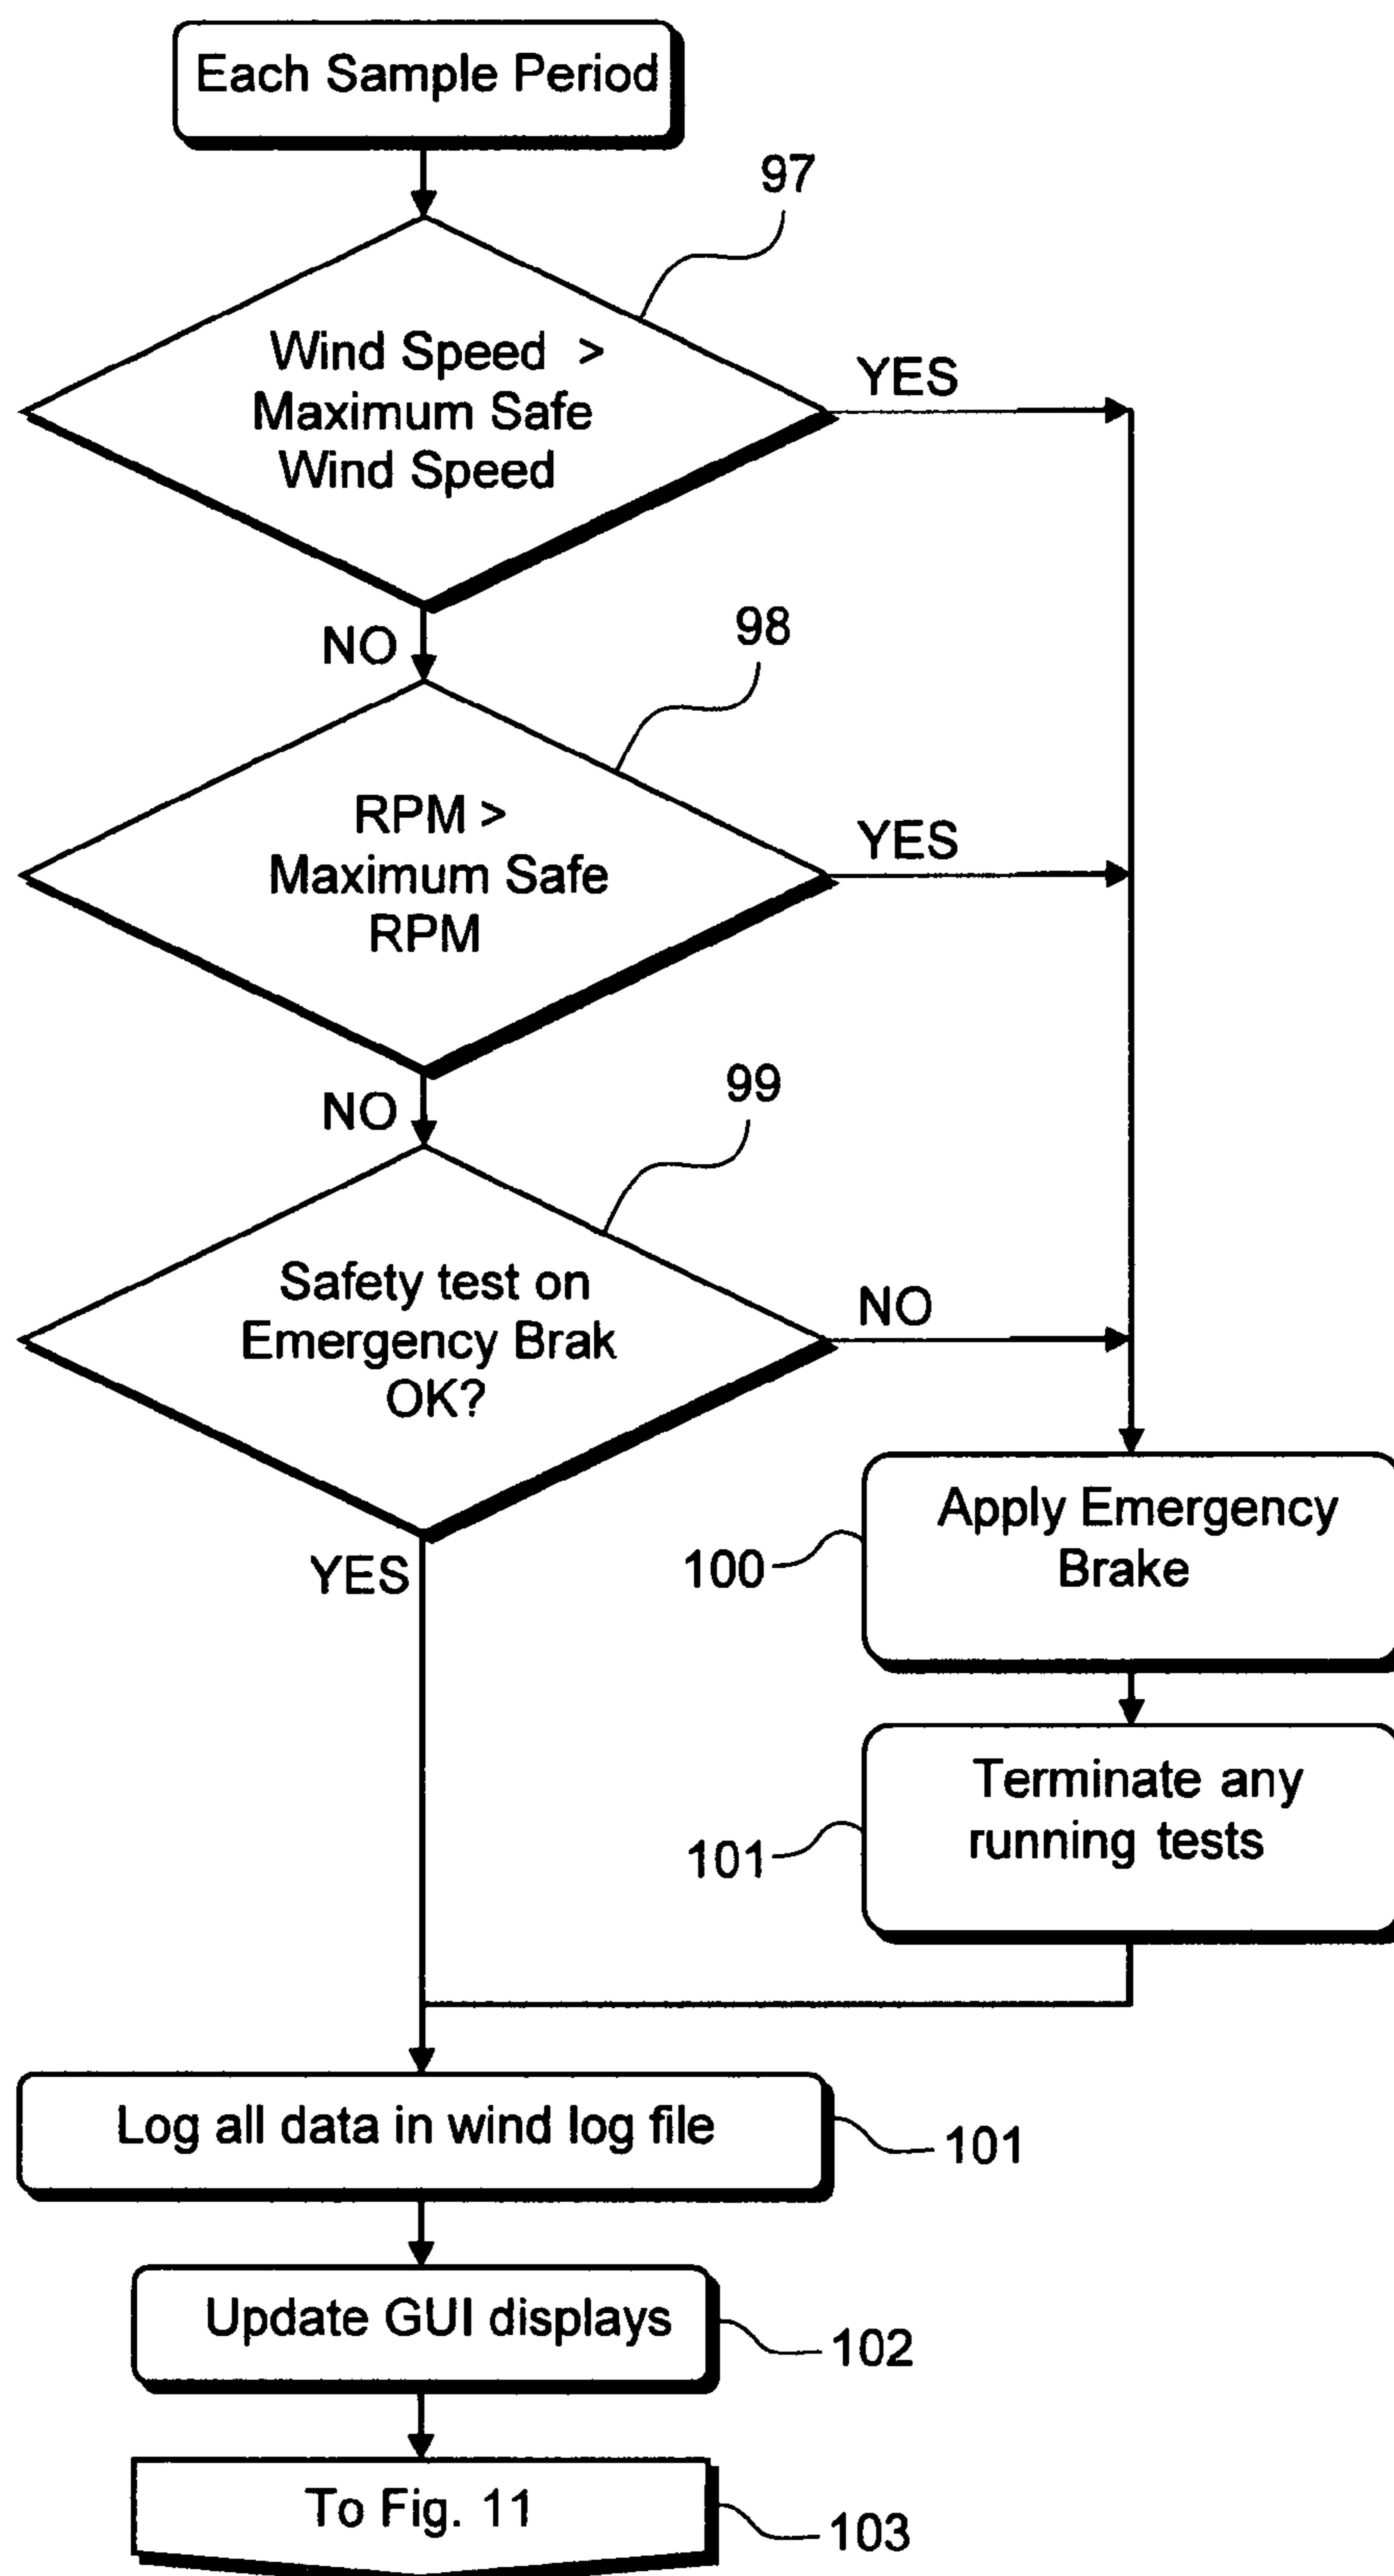 Each Sample Period
97
Wind Speed >
Maximum Safe
Wind Speed
YES
NO
98
RPM >
Maximum Safe
RPM
YES
NO
99
Safety test on
Emergency Brak
OK?
NO
YES
Apply Emergency
Brake
100
Terminate any
running tests
101
Log all data in wind log file
101
Update GUI displays
102
To Fig. 11
103